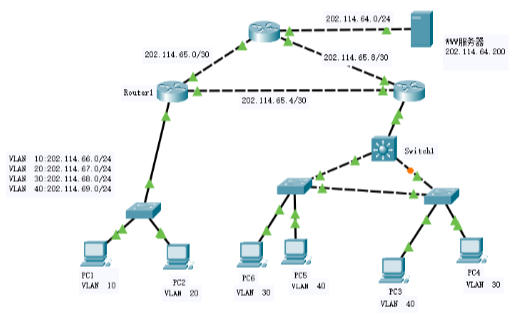 202.114.64.0/24
WWW服务器
202.114.64.200
202.114.65.0/30
202.114.65.8/30
Router1
202.114.65.4/30
Switch1
VLAN 10:202.114.66.0/24
VLAN 20:202.114.67.0/24
VLAN 30:202.114.68.0/24
VLAN 40:202.114.69.0/24
PC1
VLAN 10
PC2
VLAN 20
PC6
VLAN 30
PC5
VLAN 40
PC3
VLAN 40
PC4
VLAN 30